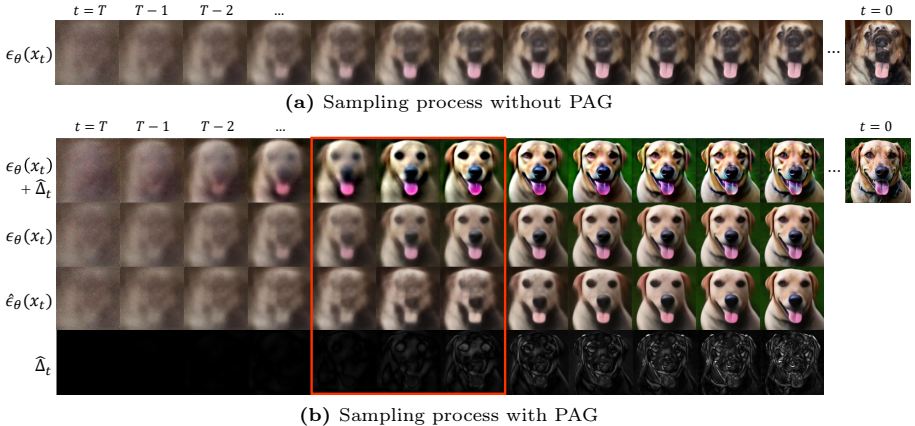 t = T T − 1 T − 2 ... t = 0
ϵθ(xt) ...
(a) Sampling process without PAG
t = T T − 1 T − 2 ... t = 0
ϵθ(xt)
+ Δ̂t ...
ϵθ(xt)
ϵ̂θ(xt)
Δ̂t
(b) Sampling process with PAG